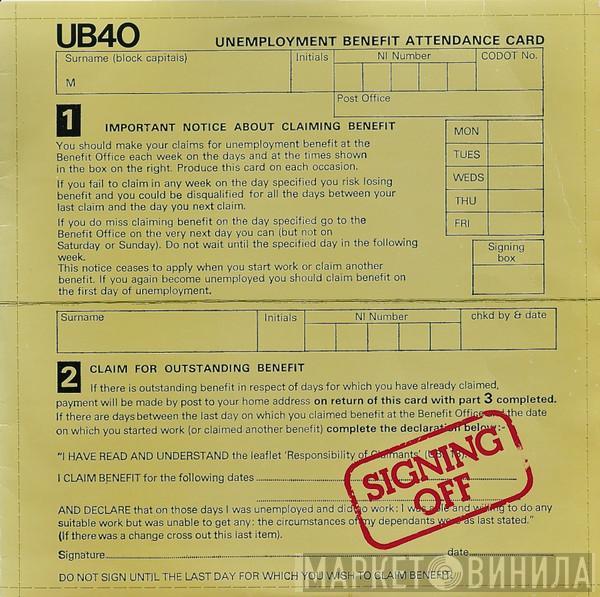 UB40 UNEMPLOYMENT BENEFIT ATTENDANCE CARD
Surname (block capitals) Initials NI Number CODOT No.
M
Post Office
1 IMPORTANT NOTICE ABOUT CLAIMING BENEFIT
You should make your claims for unemployment benefit at the
Benefit Office each week on the days and at the times shown
in the box on the right. Produce this card on each occasion.
If you fail to claim in any week on the day specified you risk losing
benefit and you could be disqualified for all the days between your
last claim and the day you next claim.
If you do miss claiming benefit on the day specified go to the
Benefit Office on the very next day you can (but not on
Saturday or Sunday). Do not wait until the specified day in the following
week.
This notice ceases to apply when you start work or claim another
benefit. If you again become unemployed you should claim benefit on
the first day of unemployment.
MON
TUES
WEDS
THU
FRI
Signing
box
Surname Initials NI Number chkd by & date
2 CLAIM FOR OUTSTANDING BENEFIT
If there is outstanding benefit in respect of days for which you have already claimed,
payment will be made by post to your home address on return of this card with part 3 completed.
If there are days between the last day on which you claimed benefit at the Benefit Office and the date
on which you started work (or claimed another benefit) complete the declaration below:-
"I HAVE READ AND UNDERSTAND the leaflet 'Responsibility of Claimants'
I CLAIM BENEFIT for the following dates
AND DECLARE that on those days I was unemployed and did no work: I was able and willing to do any
suitable work but was unable to get any: the circumstances of my dependants were as last stated."
(If there was a change cross out this last item).
Signature date
DO NOT SIGN UNTIL THE LAST DAY FOR WHICH YOU WISH TO CLAIM BENEFIT.
SIGNING
OFF
МАРКЕТ ВИНИЛА